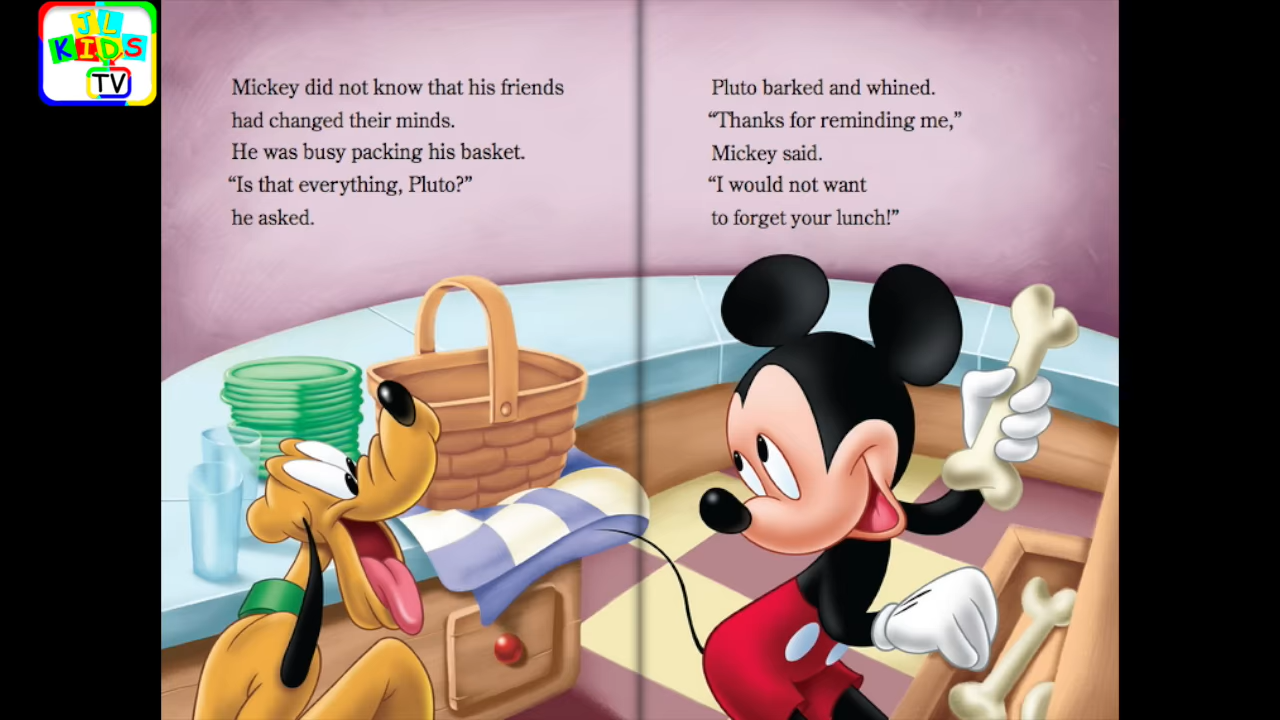 JL
KIDS
TV
Mickey did not know that his friends
had changed their minds.
He was busy packing his basket.
“Is that everything, Pluto?”
he asked.
Pluto barked and whined.
“Thanks for reminding me,”
Mickey said.
“I would not want
to forget your lunch!”